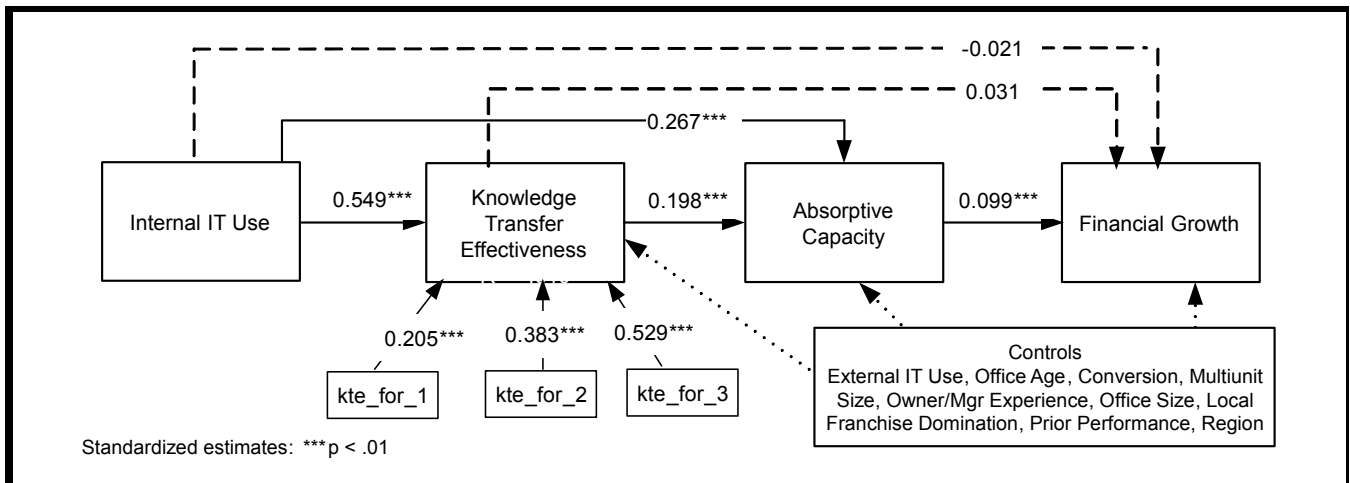 -0.021
0.031
0.267***
Internal IT Use
0.549***
Knowledge
Transfer
Effectiveness
0.198***
Absorptive
Capacity
0.099***
Financial Growth
0.205***
0.383***
0.529***
kte_for_1
kte_for_2
kte_for_3
Controls
External IT Use, Office Age, Conversion, Multiunit
Size, Owner/Mgr Experience, Office Size, Local
Franchise Domination, Prior Performance, Region
Standardized estimates: ***p < .01